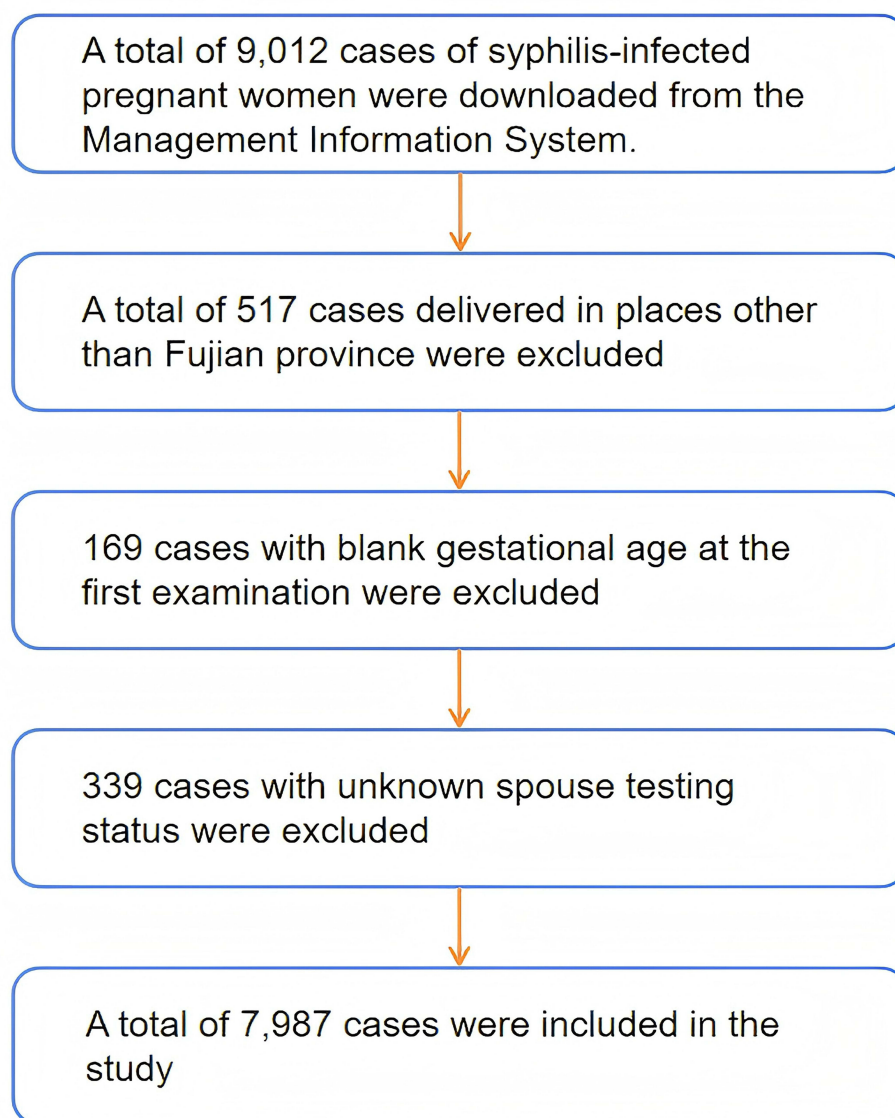 A total of 9,012 cases of syphilis-infected
pregnant women were downloaded from the
Management Information System.
A total of 517 cases delivered in places other
than Fujian province were excluded
169 cases with blank gestational age at the
first examination were excluded
339 cases with unknown spouse testing
status were excluded
A total of 7,987 cases were included in the
study